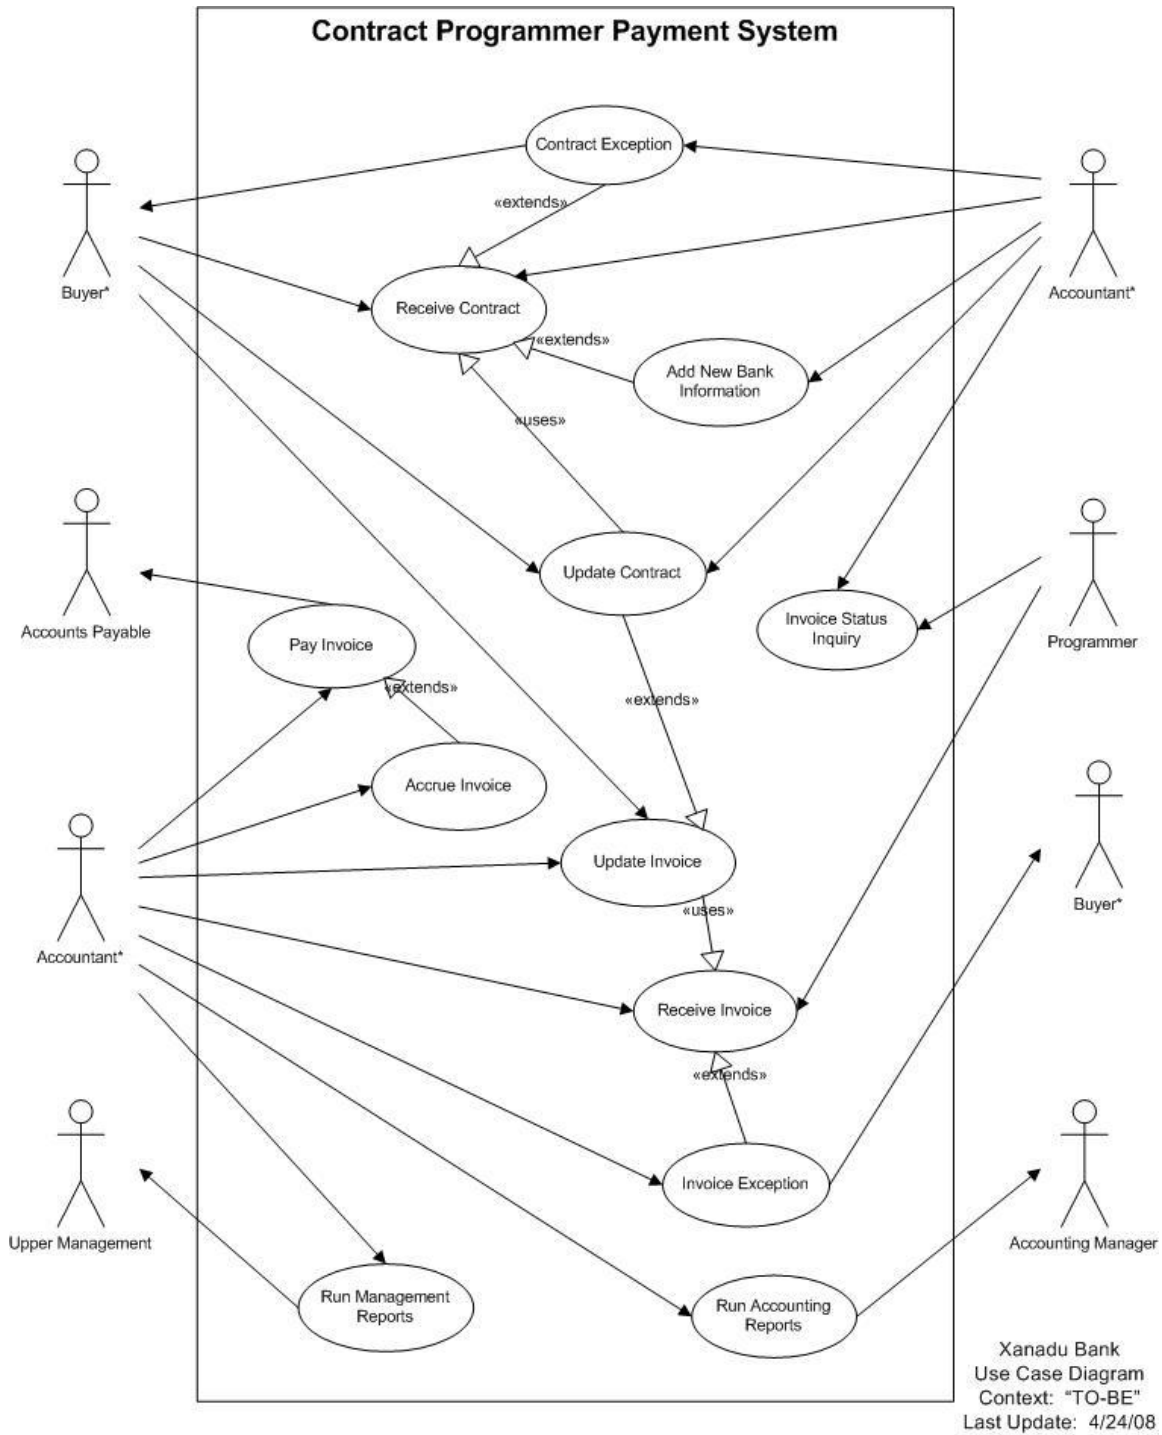 Contract Programmer Payment System
Contract Exception
«extends»
Buyer*
Accountant*
Receive Contract
«extends»
Add New Bank
Information
«uses»
Update Contract
Accounts Payable
Pay Invoice
Invoice Status
Inquiry
Programmer
«extends»
«extends»
Accrue Invoice
Update Invoice
Buyer*
«uses»
Accountant*
Receive Invoice
«extends»
Invoice Exception
Upper Management
Accounting Manager
Run Management
Reports
Run Accounting
Reports
Xanadu Bank
Use Case Diagram
Context: “TO-BE”
Last Update: 4/24/08